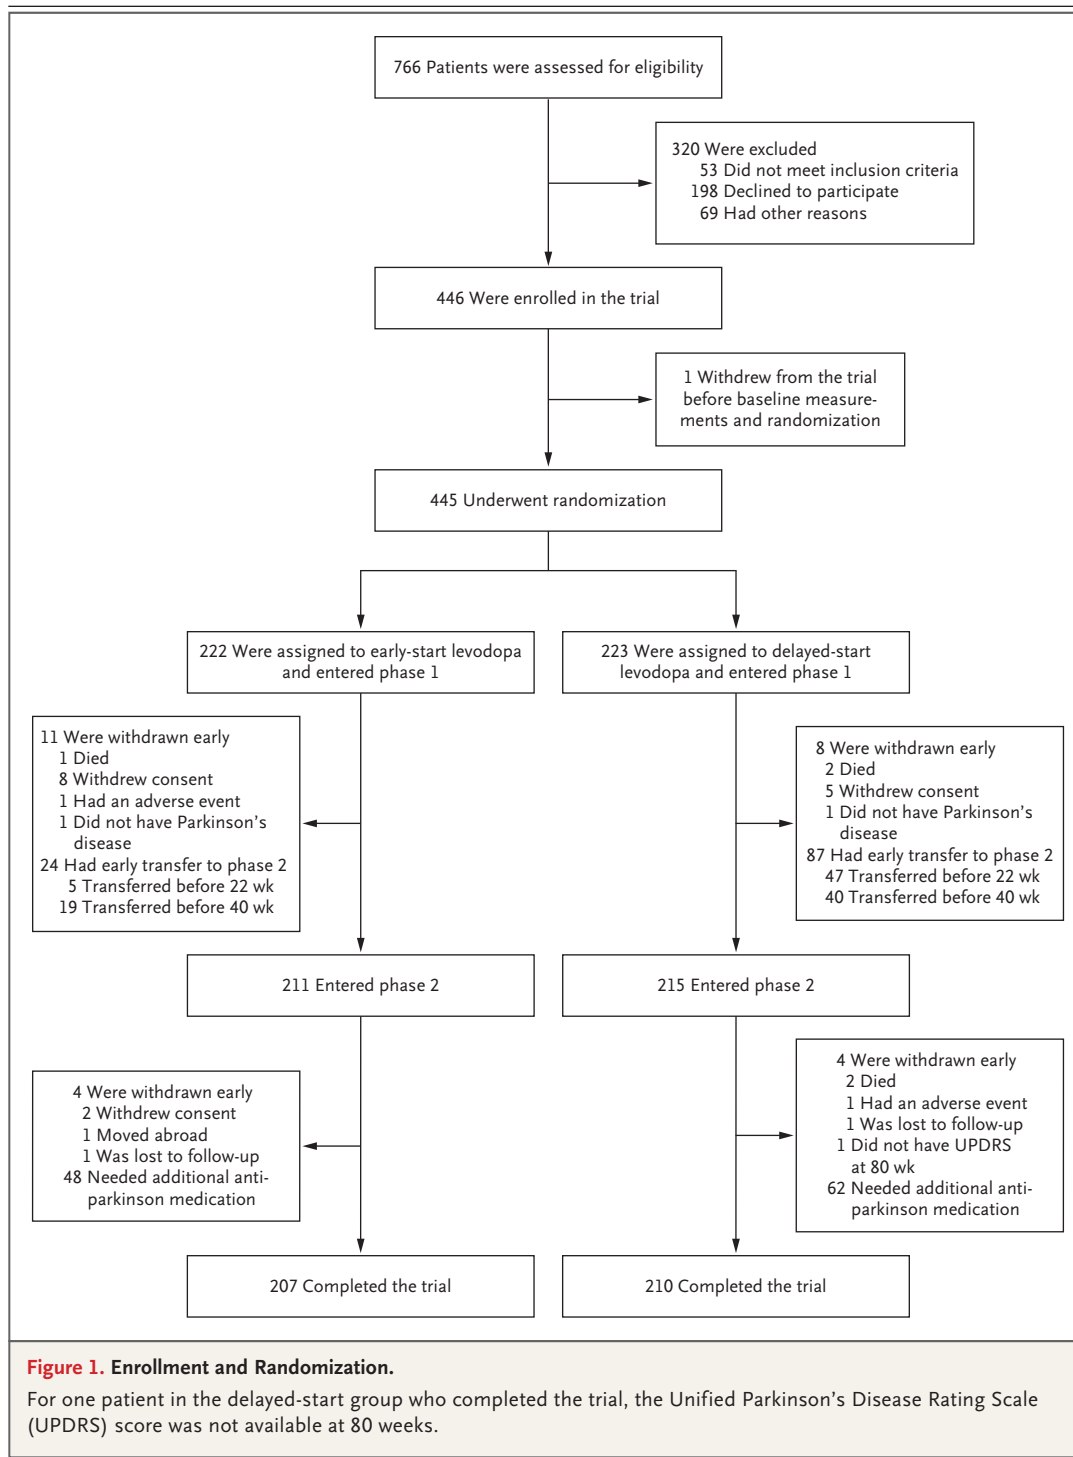 766 Patients were assessed for eligibility
320 Were excluded
53 Did not meet inclusion criteria
198 Declined to participate
69 Had other reasons
446 Were enrolled in the trial
1 Withdrew from the trial
before baseline measure-
ments and randomization
445 Underwent randomization
222 Were assigned to early-start levodopa
and entered phase 1
223 Were assigned to delayed-start
levodopa and entered phase 1
11 Were withdrawn early
1 Died
8 Withdrew consent
1 Had an adverse event
1 Did not have Parkinson's
disease
24 Had early transfer to phase 2
5 Transferred before 22 wk
19 Transferred before 40 wk
8 Were withdrawn early
2 Died
5 Withdrew consent
1 Did not have Parkinson's
disease
87 Had early transfer to phase 2
47 Transferred before 22 wk
40 Transferred before 40 wk
211 Entered phase 2
215 Entered phase 2
4 Were withdrawn early
2 Withdrew consent
1 Moved abroad
1 Was lost to follow-up
48 Needed additional anti-
parkinson medication
4 Were withdrawn early
2 Died
1 Had an adverse event
1 Was lost to follow-up
1 Did not have UPDRS
at 80 wk
62 Needed additional anti-
parkinson medication
207 Completed the trial
210 Completed the trial
Figure 1. Enrollment and Randomization.
For one patient in the delayed-start group who completed the trial, the Unified Parkinson's Disease Rating Scale
(UPDRS) score was not available at 80 weeks.